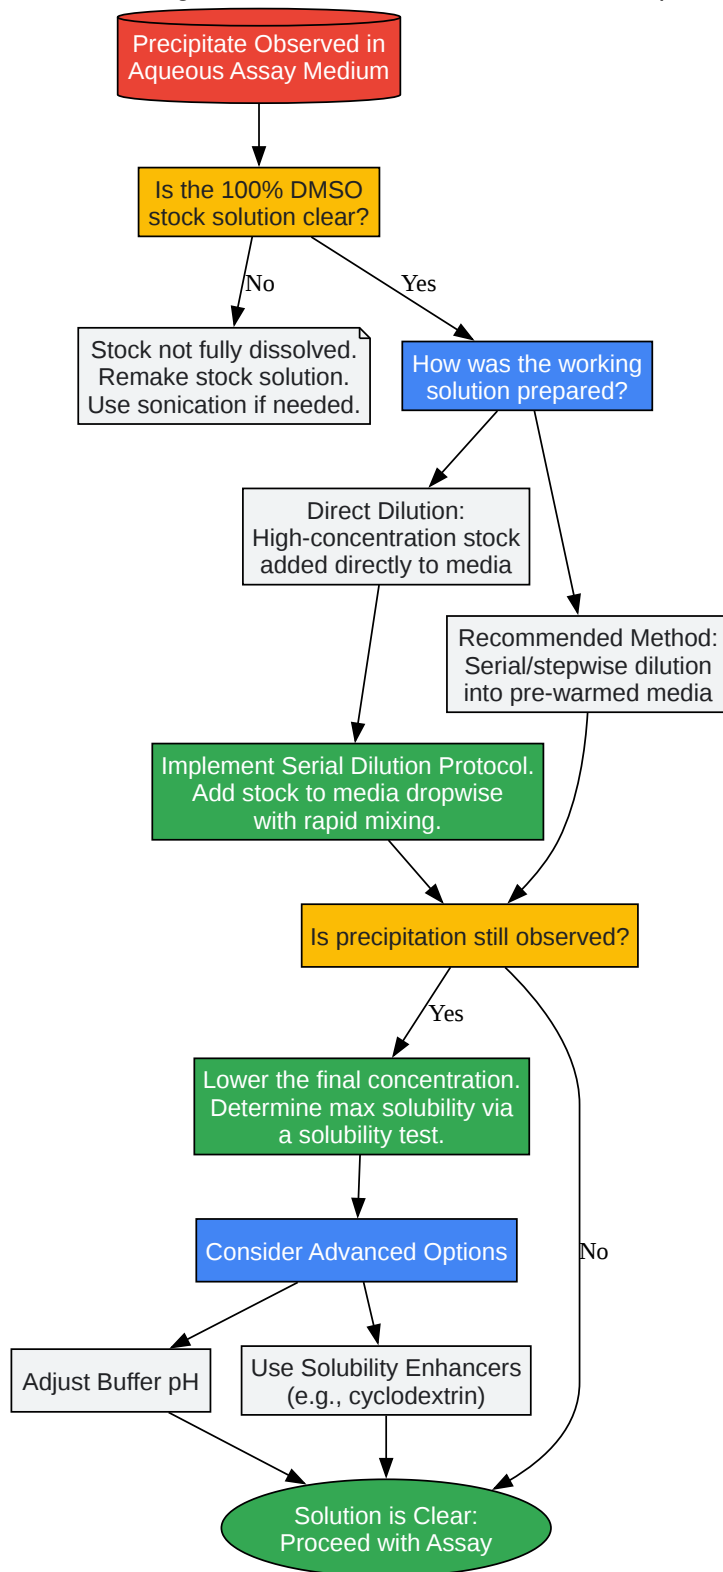 Precipitate Observed in
Aqueous Assay Medium
Is the 100% DMSO
stock solution clear?
No
Yes
Stock not fully dissolved.
Remake stock solution.
Use sonication if needed.
How was the working
solution prepared?
Direct Dilution:
High-concentration stock
added directly to media
Recommended Method:
Serial/stepwise dilution
into pre-warmed media
Implement Serial Dilution Protocol.
Add stock to media dropwise
with rapid mixing.
Is precipitation still observed?
Yes
Lower the final concentration.
Determine max solubility via
a solubility test.
Consider Advanced Options
No
Adjust Buffer pH
Use Solubility Enhancers
(e.g., cyclodextrin)
Solution is Clear:
Proceed with Assay